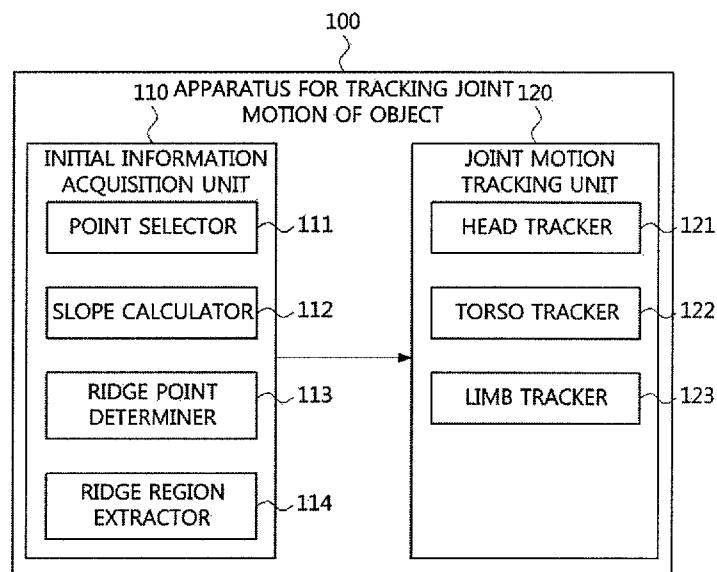 100
110
APPARATUS FOR TRACKING JOINT
MOTION OF OBJECT
120
INITIAL INFORMATION
ACQUISITION UNIT
POINT SELECTOR
111
SLOPE CALCULATOR
112
RIDGE POINT
DETERMINER
113
RIDGE REGION
EXTRACTOR
114
JOINT MOTION
TRACKING UNIT
HEAD TRACKER
121
TORSO TRACKER
122
LIMB TRACKER
123